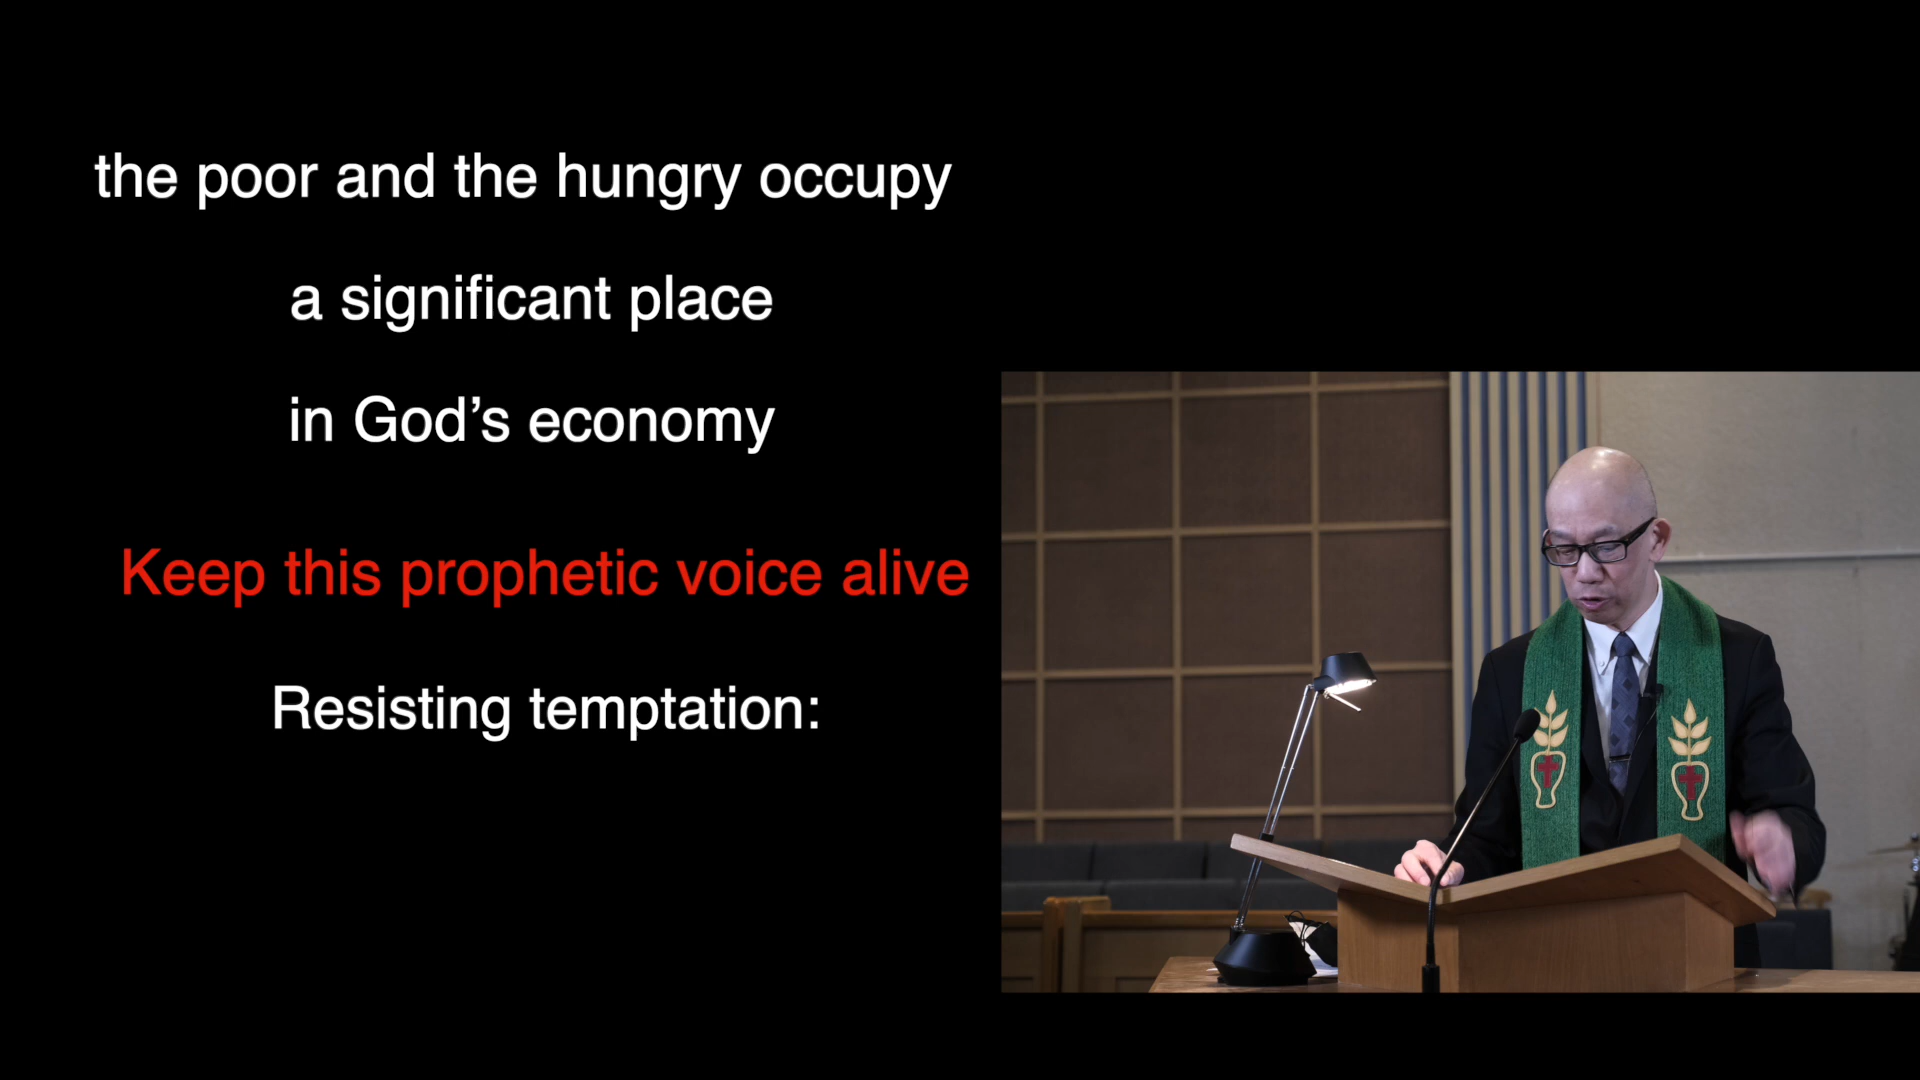 the poor and the hungry occupy
a significant place
in God’s economy
Keep this prophetic voice alive
Resisting temptation: